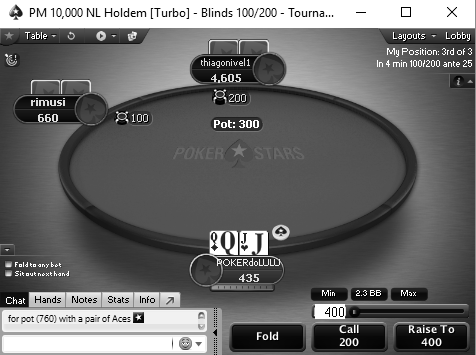 PM 10,000 NL Holdem [Turbo] - Blinds 100/200 - Tourna...
Table
Layouts Lobby
My Position: 3rd of 3
In 4 min 100/200 ante 25
thiagonivel1
4,605
rimusi
660
200
100
Pot: 300
POKER STARS
Q Q J J
POKERdoLULU
435
Fold to any bet
Sit out next hand
Chat Hands Notes Stats Info
for pot (760) with a pair of Aces
Min 2.3 BB Max
400
Fold
Call
200
Raise To
400